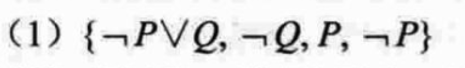 (1) {¬P∨Q, ¬Q, P, ¬P}